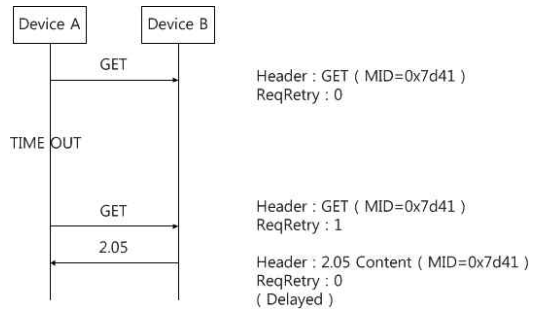 Device A
Device B
GET
Header : GET ( MID=0x7d41 )
ReqRetry : 0
TIME OUT
GET
Header : GET ( MID=0x7d41 )
ReqRetry : 1
2.05
Header : 2.05 Content ( MID=0x7d41 )
ReqRetry : 0
( Delayed )